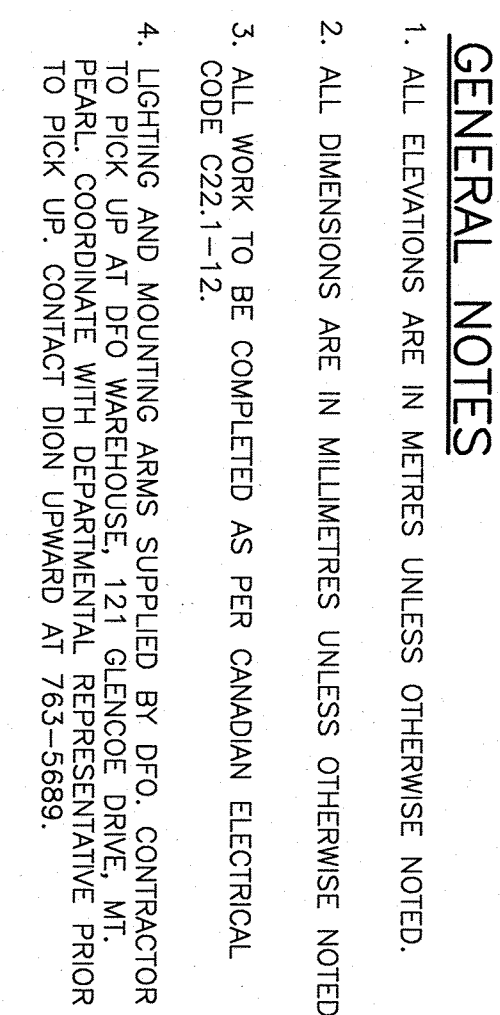 GENERAL NOTES
1. ALL ELEVATIONS ARE IN METRES UNLESS OTHERWISE NOTED.
2. ALL DIMENSIONS ARE IN MILLIMETRES UNLESS OTHERWISE NOTED
3. ALL WORK TO BE COMPLETED AS PER CANADIAN ELECTRICAL
CODE C22.1-12.
4. LIGHTING AND MOUNTING ARMS SUPPLIED BY DFO. CONTRACTOR
TO PICK UP AT DFO WAREHOUSE, 121 GLENCOE DRIVE, MT.
PEARL. COORDINATE WITH DEPARTMENTAL REPRESENTATIVE PRIOR
TO PICK UP. CONTACT DION UPWARD AT 763-5689.